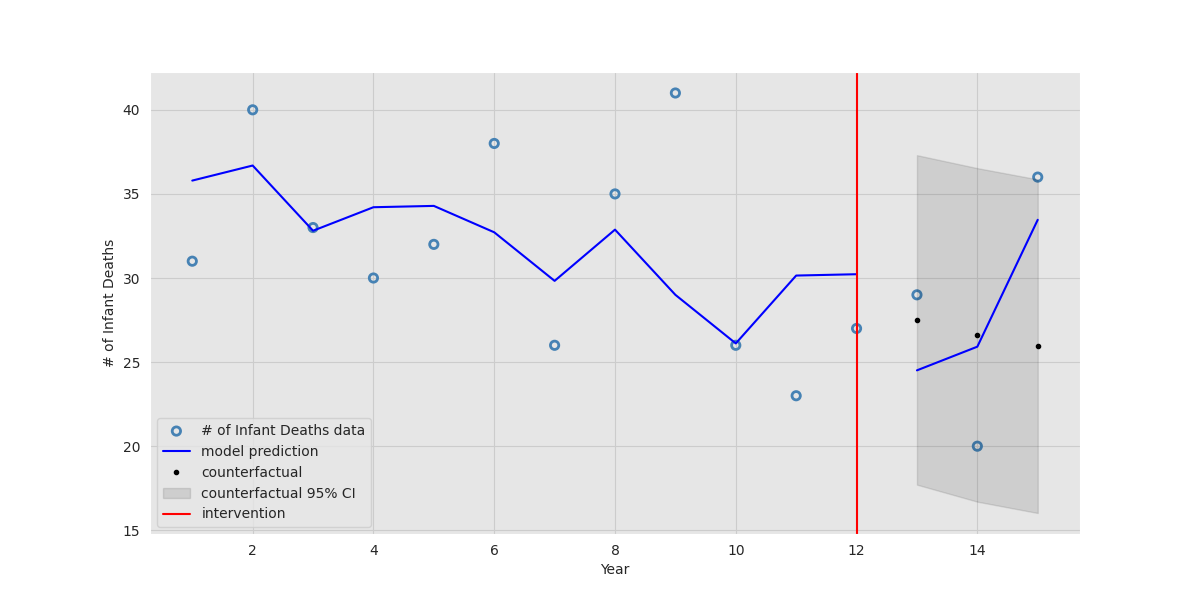 40
35
30
25
20
15
# of Infant Deaths
# of Infant Deaths data
model prediction
counterfactual
counterfactual 95% CI
intervention
2 4 6 8 10 12 14
Year